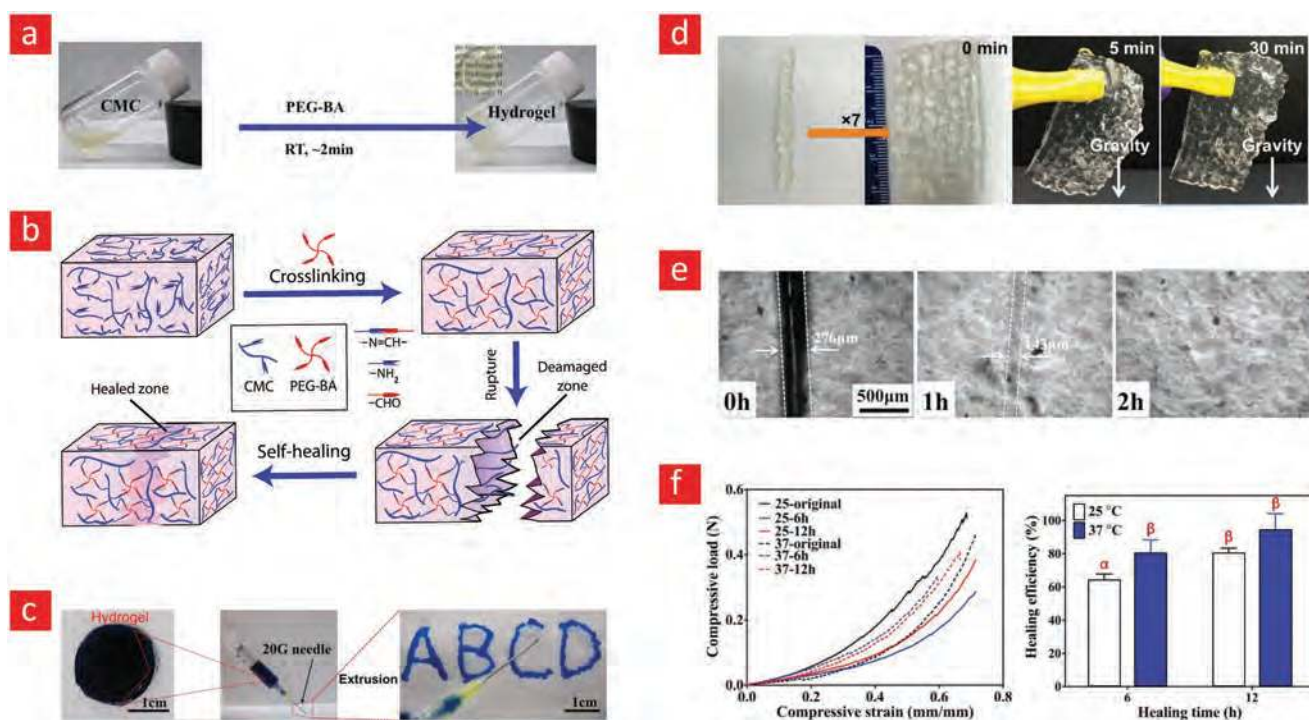 a
CMC
PEG-BA
RT, ~2min
Hydrogel
b
Crosslinking
CMC
PEG-BA
–N=CH–
–NH2
–CHO
Rupture
Deamaged
zone
Healed zone
Self-healing
c
Hydrogel
1cm
20G needle
Extrusion
ABCD
1cm
d
×7
0 min
5 min
Gravity
30 min
Gravity
e
276μm
0h
500μm
143μm
1h
2h
f
Compressive load (N)
0.6
0.4
0.2
0.0
25-original
25-6h
25-12h
37-original
37-6h
37-12h
0.0 0.2 0.4 0.6 0.8
Compressive strain (mm/mm)
Healing efficiency (%)
100
80
60
40
20
0
25 °C
37 °C
α β β β
6 12
Healing time (h)